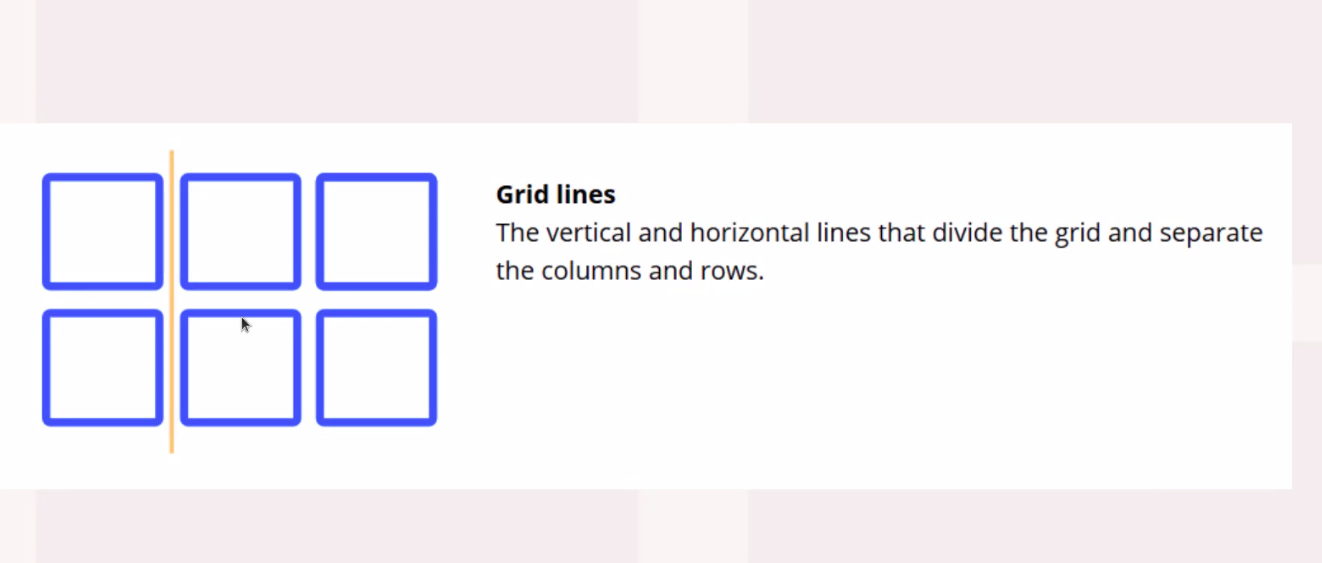 Grid lines
The vertical and horizontal lines that divide the grid and separate
the columns and rows.